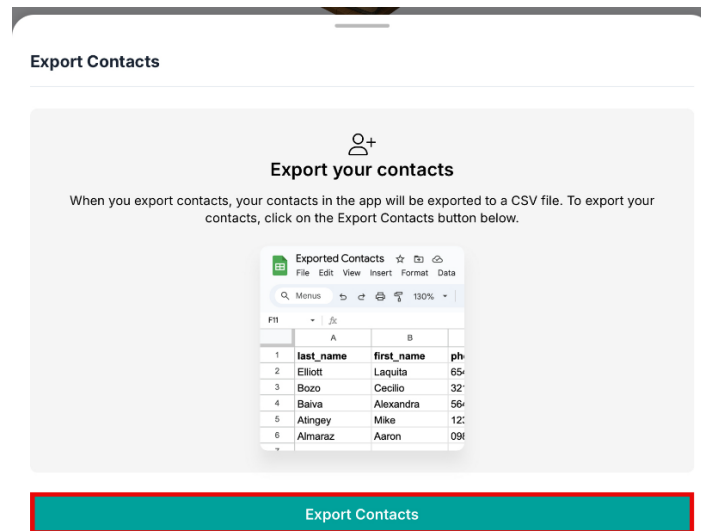 Export Contacts
Export your contacts
When you export contacts, your contacts in the app will be exported to a CSV file. To export your
contacts, click on the Export Contacts button below.
Exported Contacts
File Edit View Insert Format Data
Menus 130%
F11 fx
A B
1 last_name first_name
2 Elliott Laquita
3 Bozo Cecilio
4 Baiva Alexandra
5 Atingey Mike
6 Almaraz Aaron
Export Contacts